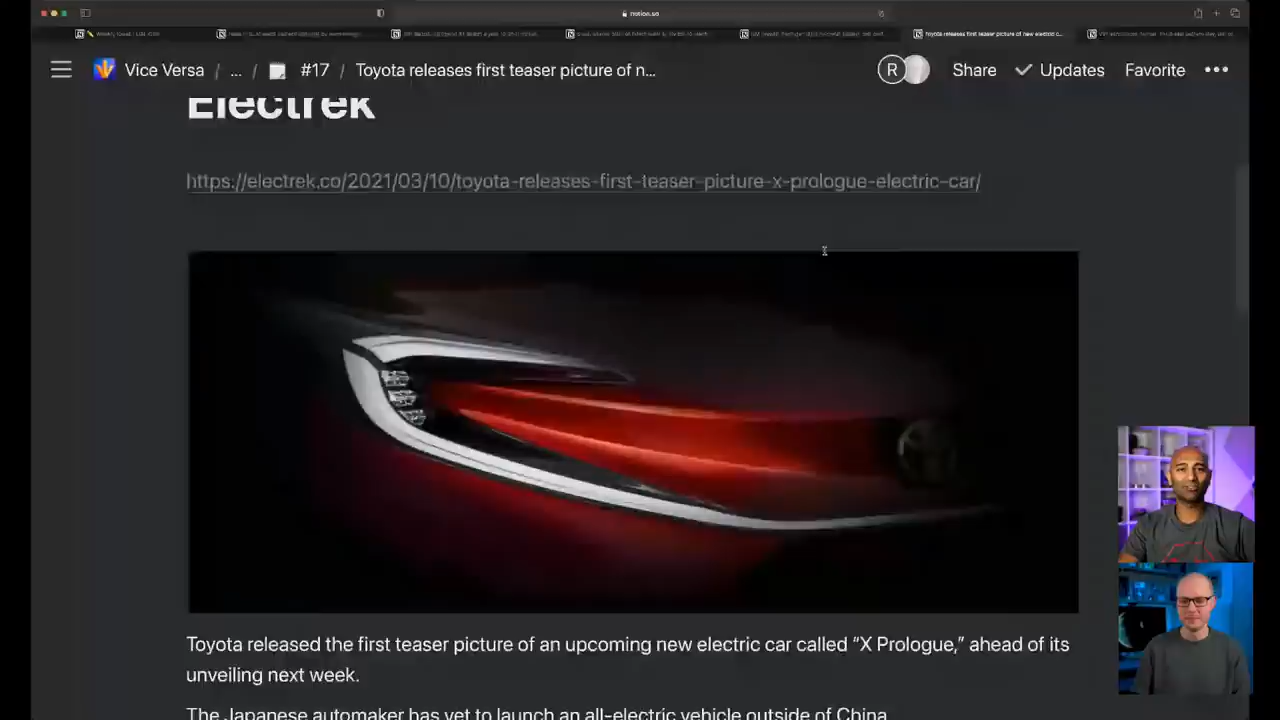 notion.so
Vice Versa / ... / #17 / Toyota releases first teaser picture of n...
R Share Updates Favorite
Electrek
https://electrek.co/2021/03/10/toyota-releases-first-teaser-picture-x-prologue-electric-car/
Toyota released the first teaser picture of an upcoming new electric car called “X Prologue,” ahead of its
unveiling next week.
The Japanese automaker has yet to launch an all-electric vehicle outside of China